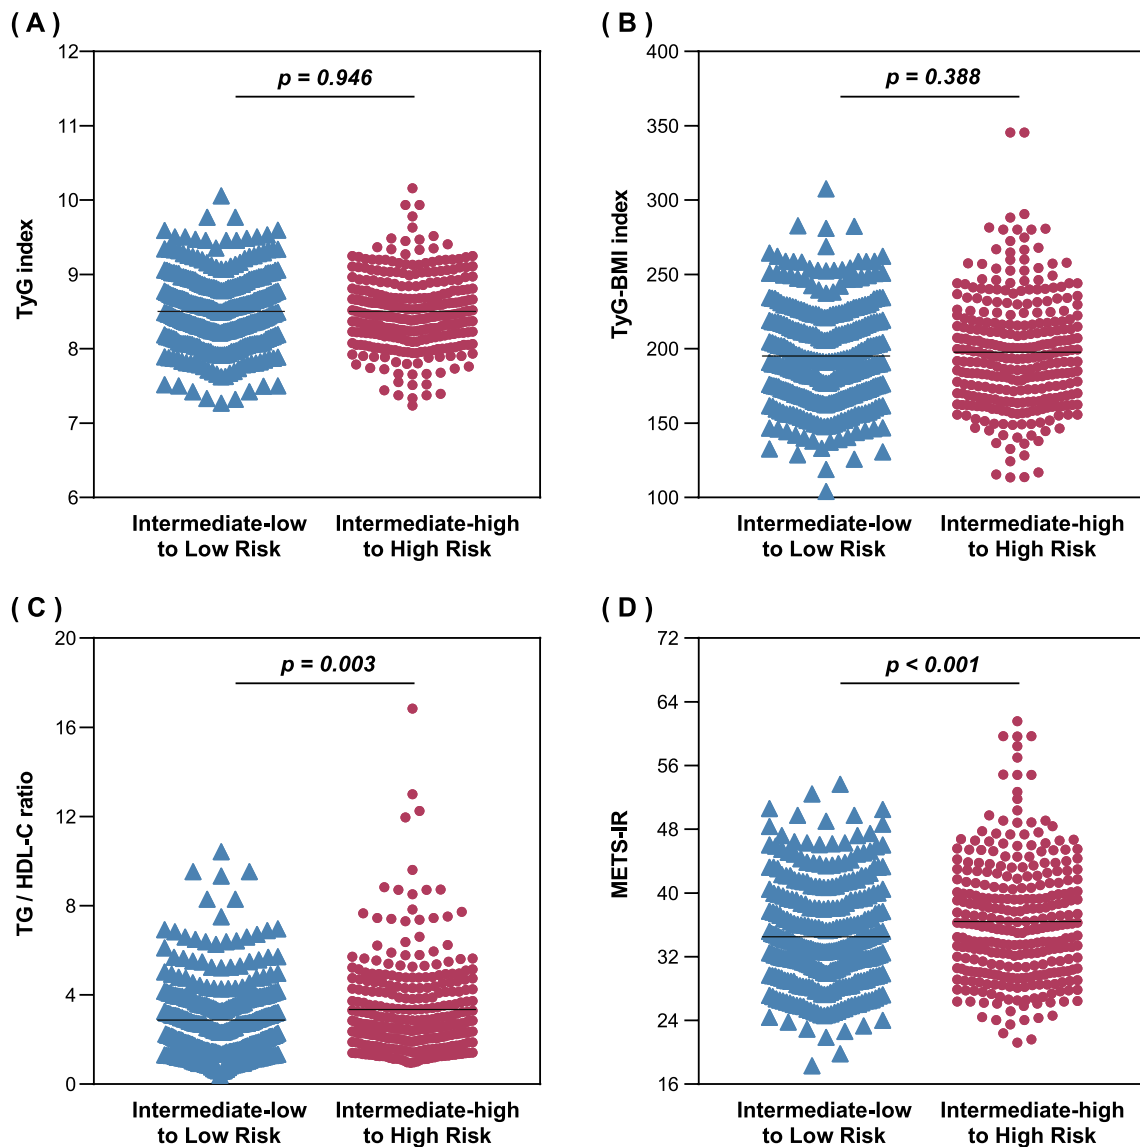 ( A )
12
11
10
9
8
7
6
TyG index
p = 0.946
Intermediate-low
to Low Risk
Intermediate-high
to High Risk
( B )
400
350
300
250
200
150
100
TyG-BMI index
p = 0.388
Intermediate-low
to Low Risk
Intermediate-high
to High Risk
( C )
20
16
12
8
4
0
TG / HDL-C ratio
p = 0.003
Intermediate-low
to Low Risk
Intermediate-high
to High Risk
( D )
72
64
56
48
40
32
24
16
METS-IR
p < 0.001
Intermediate-low
to Low Risk
Intermediate-high
to High Risk